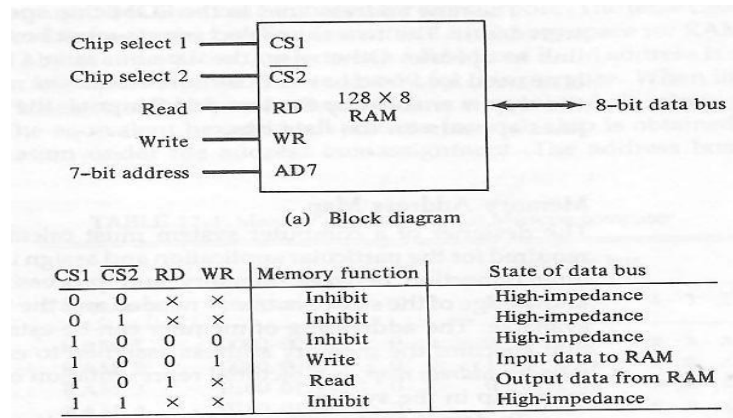 Chip select 1 CS1
Chip select 2 C̅S̅2̅
Read RD 128 × 8 8-bit data bus
RAM
Write WR
7-bit address AD7
(a) Block diagram
CS1 C̅S̅2̅ RD WR Memory function State of data bus
0 0 × × Inhibit High-impedance
0 1 × × Inhibit High-impedance
1 0 0 0 Inhibit High-impedance
1 0 0 1 Write Input data to RAM
1 0 1 × Read Output data from RAM
1 1 × × Inhibit High-impedance